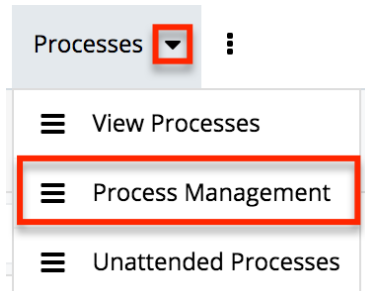 Processes
View Processes
Process Management
Unattended Processes